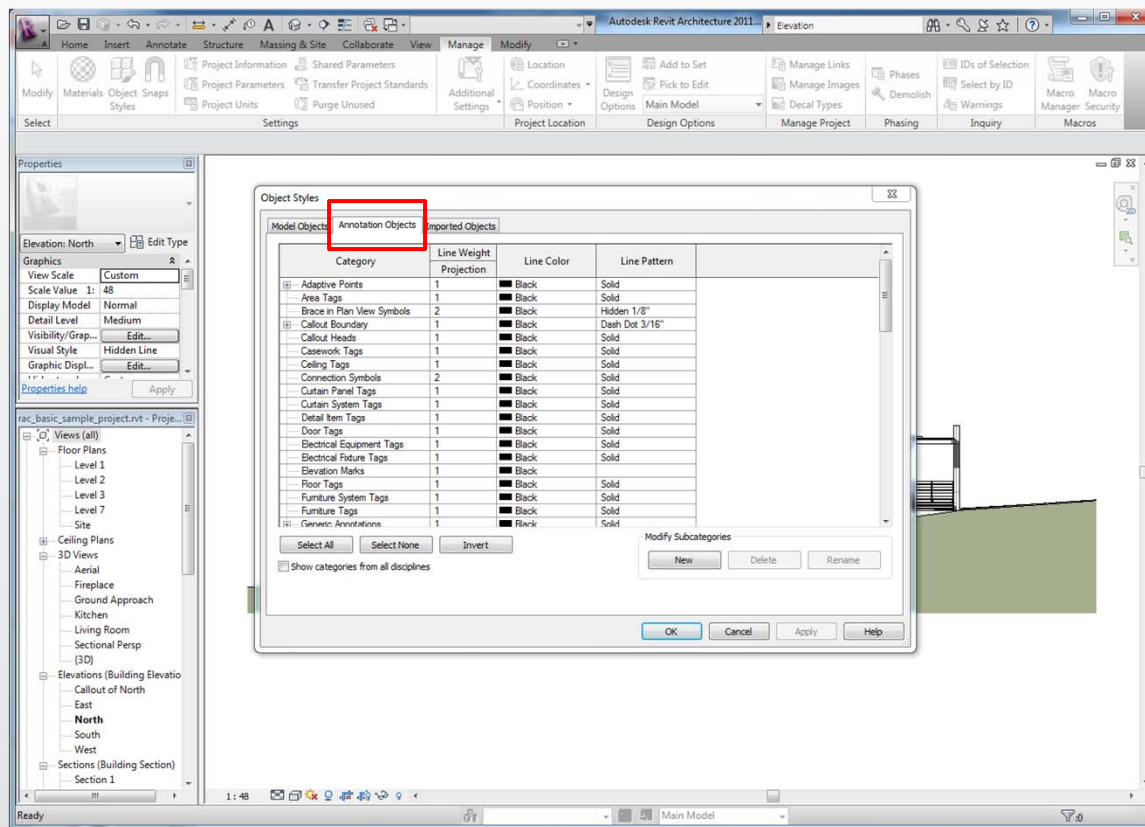 Autodesk Revit Architecture 2011... Elevation
Home Insert Annotate Structure Massing & Site Collaborate View Manage Modify
Modify
Materials Object Styles Snaps
Project Information Shared Parameters
Project Parameters Transfer Project Standards
Project Units Purge Unused
Additional Settings
Location
Coordinates
Position
Design Options
Add to Set
Pick to Edit
Main Model
Manage Links
Manage Images
Decal Types
Phases
Demolish
IDs of Selection
Select by ID
Warnings
Macro Manager Macro Security
Select Settings Project Location Design Options Manage Project Phasing Inquiry Macros
Properties
Elevation: North Edit Type
Graphics
View Scale Custom
Scale Value 1: 48
Display Model Normal
Detail Level Medium
Visibility/Grap... Edit...
Visual Style Hidden Line
Graphic Displ... Edit...
Properties help Apply
rac_basic_sample_project.rvt - Proje...
Views (all)
Floor Plans
Level 1
Level 2
Level 3
Level 7
Site
Ceiling Plans
3D Views
Aerial
Fireplace
Ground Approach
Kitchen
Living Room
Sectional Persp
{3D}
Elevations (Building Elevatio
Callout of North
East
North
South
West
Sections (Building Section)
Section 1
Object Styles
Model Objects Annotation Objects Imported Objects
Category Line Weight Line Color Line Pattern
Projection
Adaptive Points 1 Black Solid
Area Tags 1 Black Solid
Brace in Plan View Symbols 2 Black Hidden 1/8"
Callout Boundary 1 Black Dash Dot 3/16"
Callout Heads 1 Black Solid
Casework Tags 1 Black Solid
Ceiling Tags 1 Black Solid
Connection Symbols 2 Black Solid
Curtain Panel Tags 1 Black Solid
Curtain System Tags 1 Black Solid
Detail Item Tags 1 Black Solid
Door Tags 1 Black Solid
Electrical Equipment Tags 1 Black Solid
Electrical Fixture Tags 1 Black Solid
Elevation Marks 1 Black
Floor Tags 1 Black Solid
Furniture System Tags 1 Black Solid
Furniture Tags 1 Black Solid
Generic Annotations 1 Black Solid
Select All Select None Invert
Show categories from all disciplines
Modify Subcategories
New Delete Rename
OK Cancel Apply Help
1 : 48
Ready Main Model :0